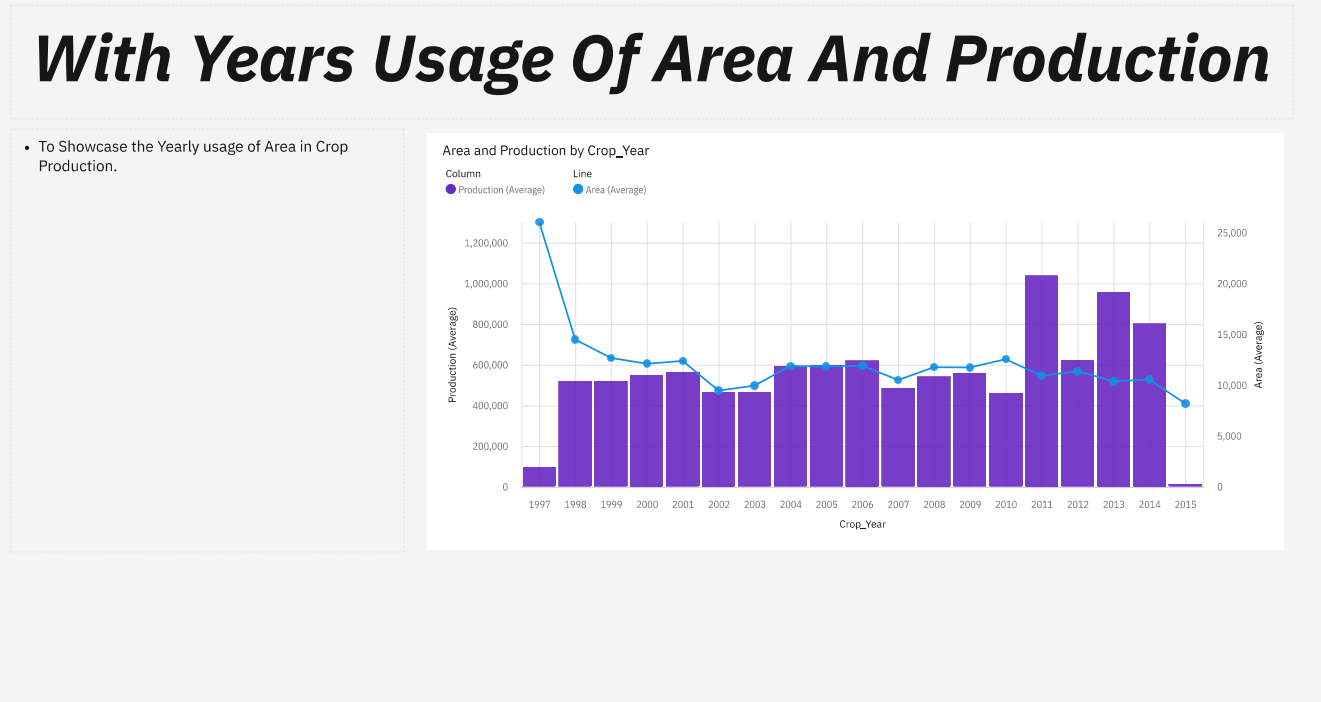 With Years Usage Of Area And Production
• To Showcase the Yearly usage of Area in Crop
Production.
Area and Production by Crop_Year
Column Line
Production (Average) Area (Average)
1,200,000
1,000,000
800,000
600,000
400,000
200,000
0
Production (Average)
25,000
20,000
15,000
10,000
5,000
0
Area (Average)
1997 1998 1999 2000 2001 2002 2003 2004 2005 2006 2007 2008 2009 2010 2011 2012 2013 2014 2015
Crop_Year